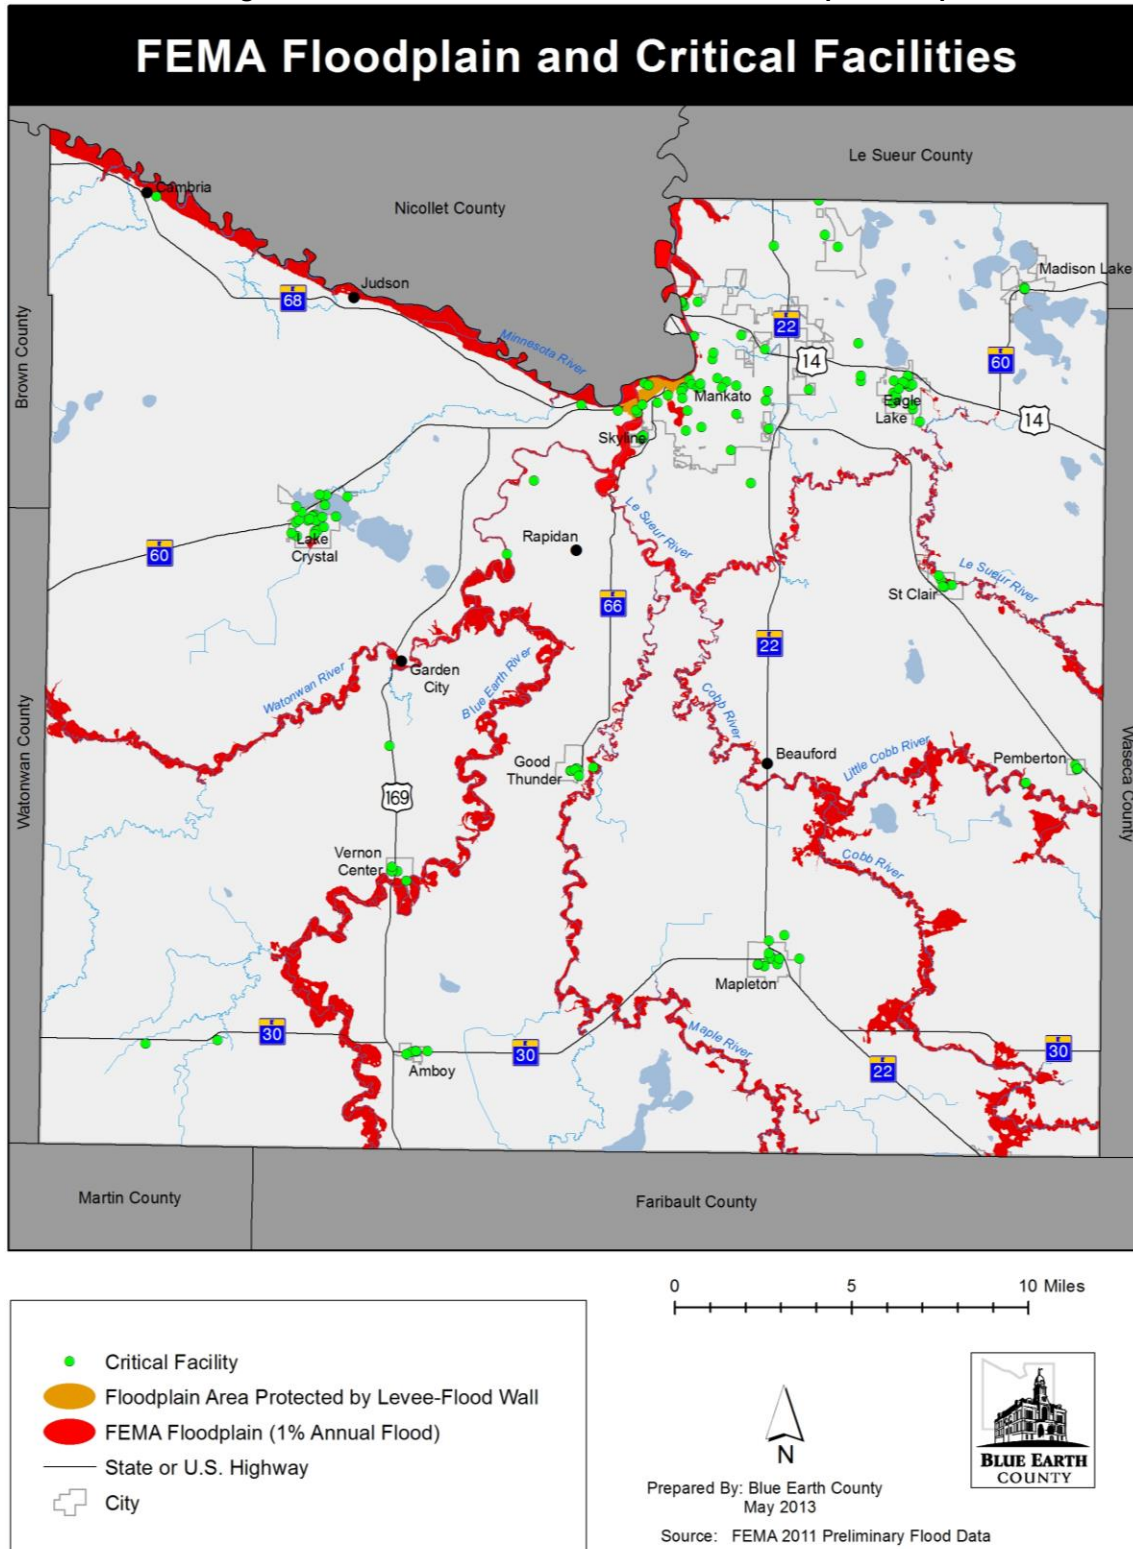 FEMA Floodplain and Critical Facilities
Le Sueur County
Nicollet County
Cambria
Madison Lake
Judson
68
22
Minnesota River
14
60
Brown County
Mankato
Eagle
Lake
14
Skyline
Le Sueur River
Rapidan
Lake
Crystal
60
Le Sueur River
St Clair
66
22
Garden
City
Watonwan River
Blue Earth River
Cobb River
Watonwan County
Waseca County
Beauford
Little Cobb River
Pemberton
Good
Thunder
169
Vernon
Center
Cobb River
Mapleton
30
Maple River
30
30
22
Amboy
Martin County
Faribault County
0 5 10 Miles
Critical Facility
Floodplain Area Protected by Levee-Flood Wall
FEMA Floodplain (1% Annual Flood)
State or U.S. Highway
City
N
BLUE EARTH
COUNTY
Prepared By: Blue Earth County
May 2013
Source: FEMA 2011 Preliminary Flood Data